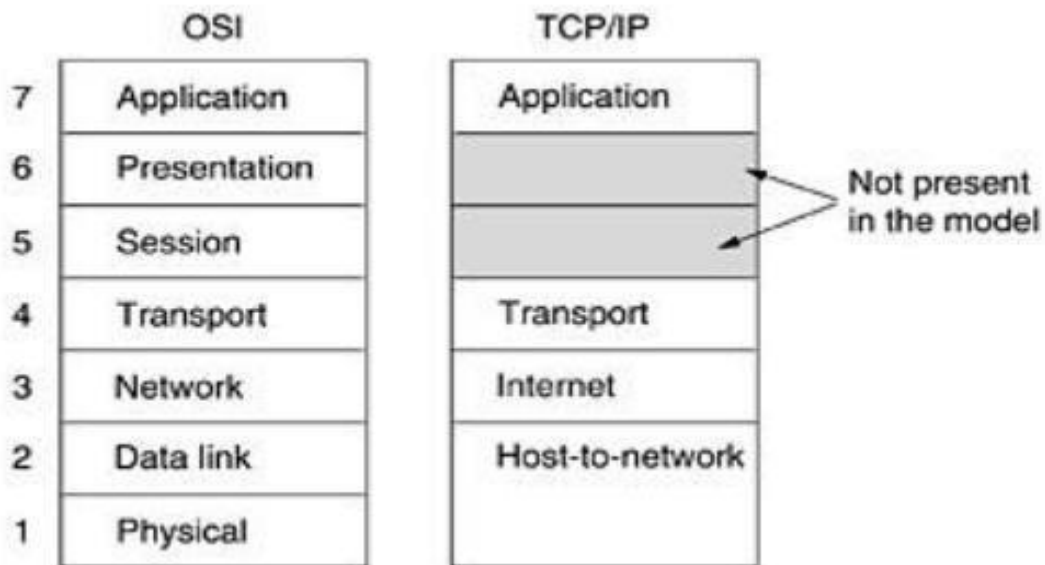 OSI TCP/IP
7 Application Application
6 Presentation
Not present
in the model
5 Session
4 Transport Transport
3 Network Internet
2 Data link Host-to-network
1 Physical